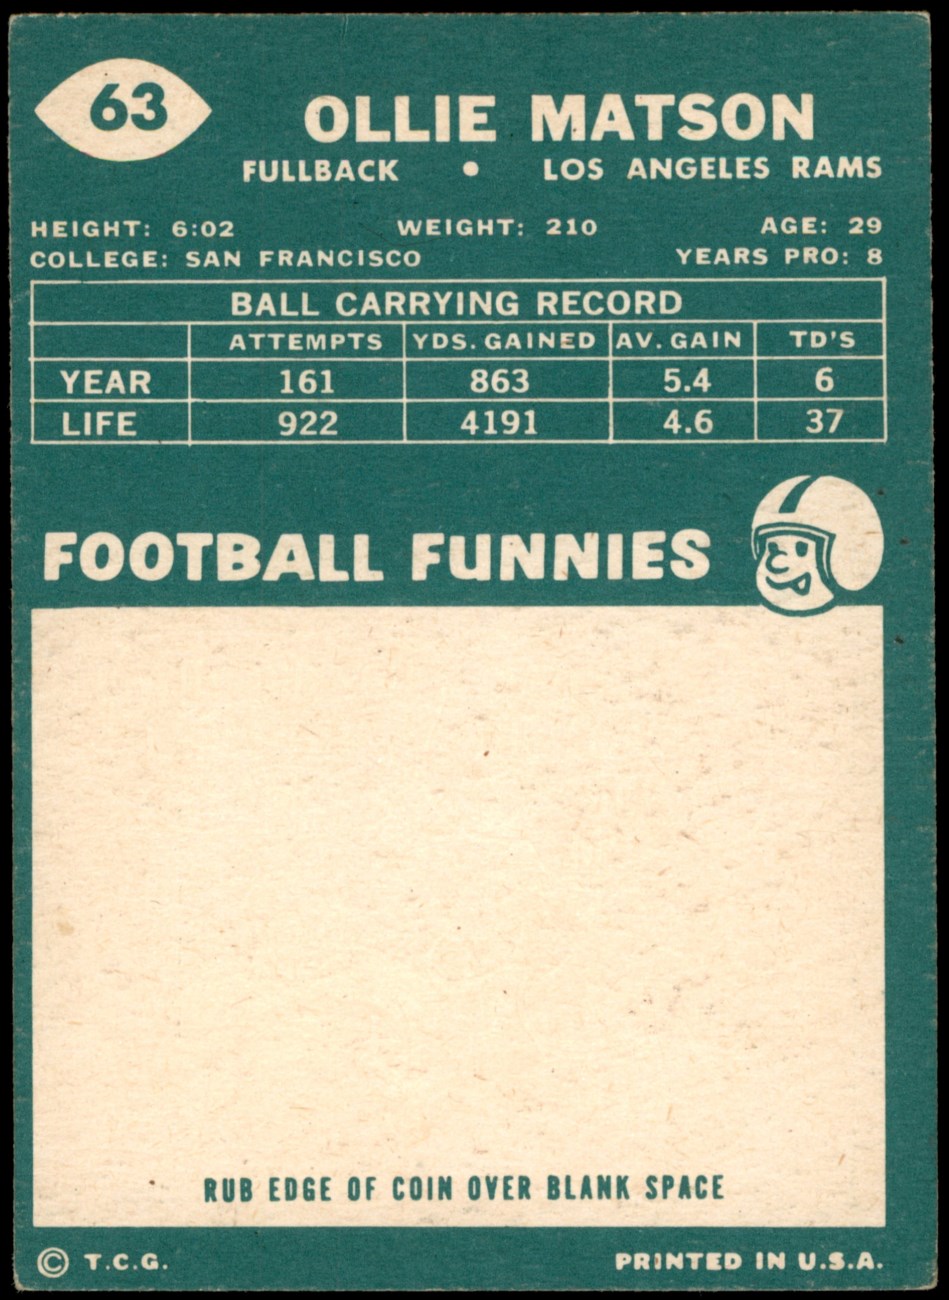 63
OLLIE MATSON
FULLBACK • LOS ANGELES RAMS
HEIGHT: 6:02 WEIGHT: 210 AGE: 29
COLLEGE: SAN FRANCISCO YEARS PRO: 8
BALL CARRYING RECORD
ATTEMPTS YDS. GAINED AV. GAIN TD'S
YEAR 161 863 5.4 6
LIFE 922 4191 4.6 37
FOOTBALL FUNNIES
RUB EDGE OF COIN OVER BLANK SPACE
© T.C.G. PRINTED IN U.S.A.